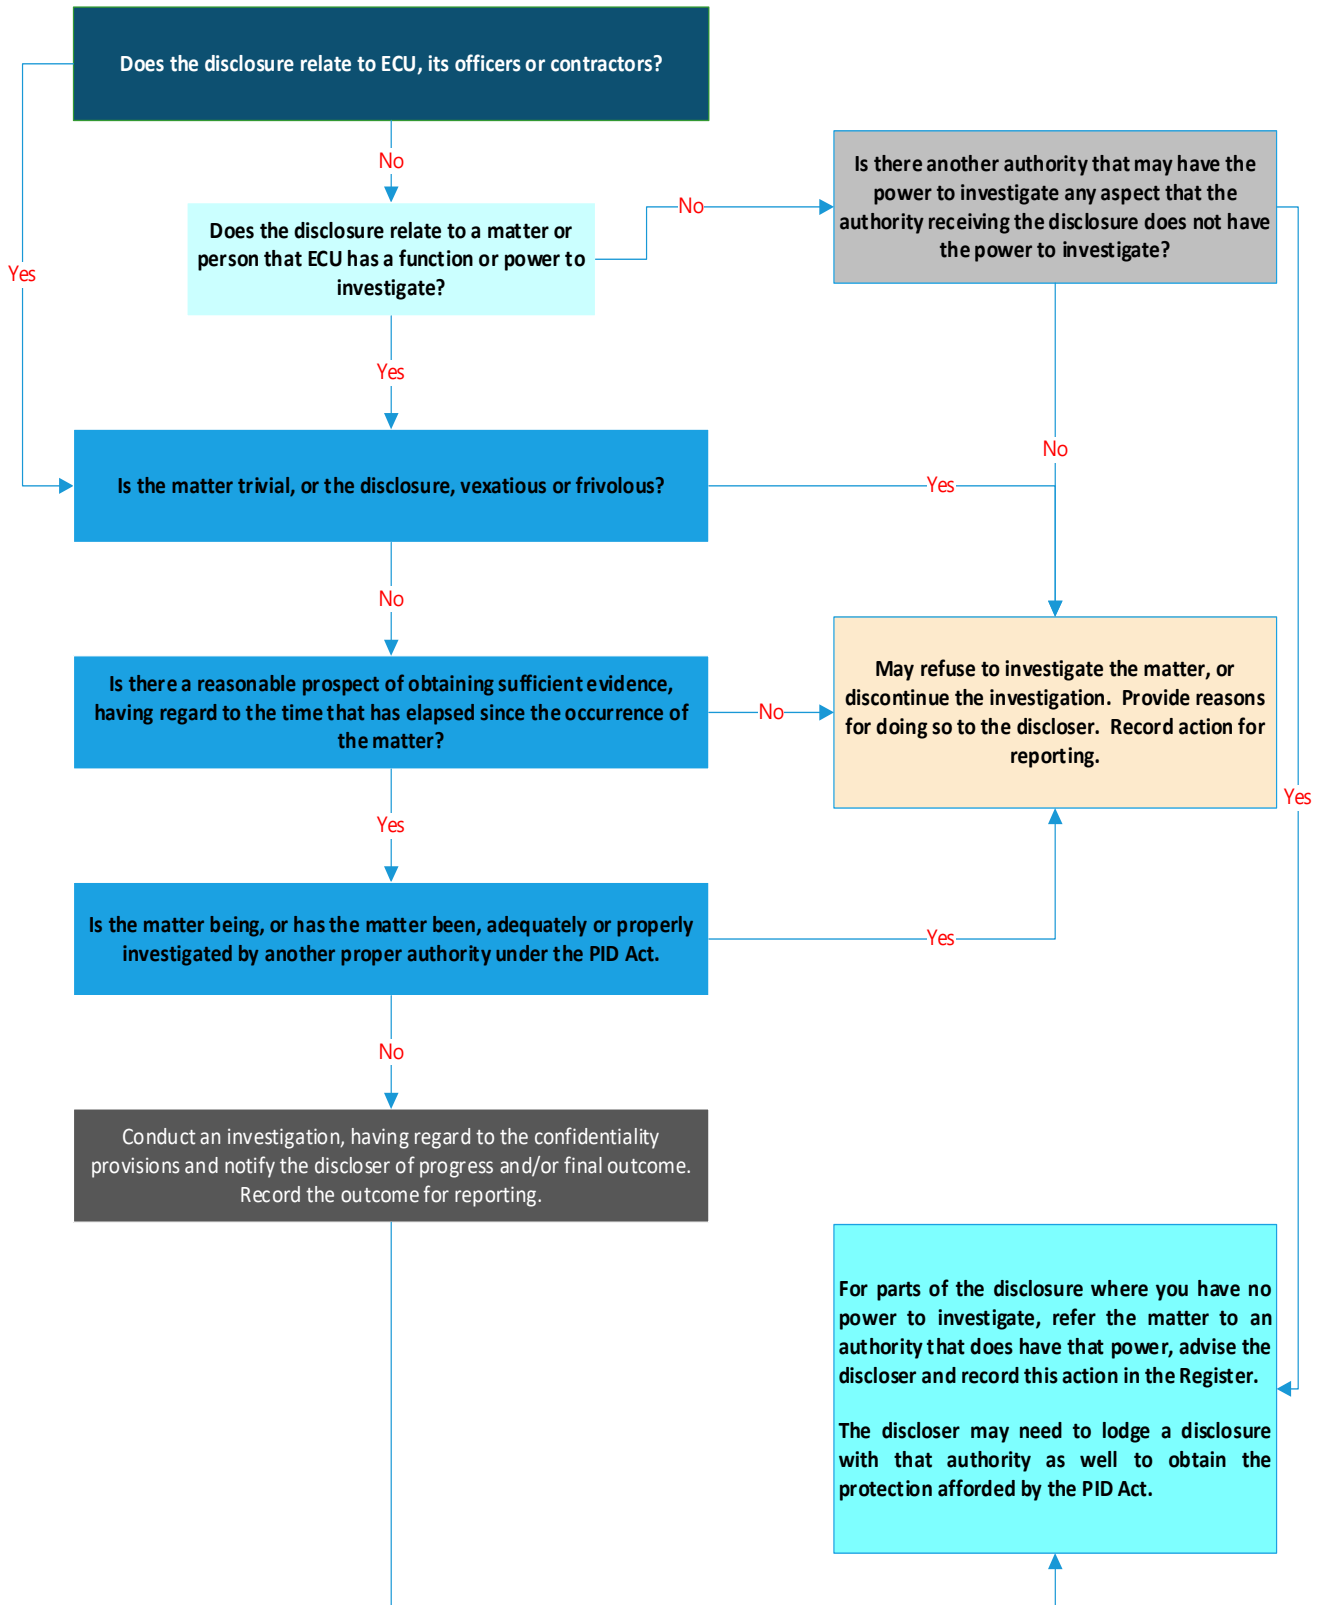 Does the disclosure relate to ECU, its officers or contractors?
No
Is there another authority that may have the
power to investigate any aspect that the
authority receiving the disclosure does not have
the power to investigate?
No
Does the disclosure relate to a matter or
person that ECU has a function or power to
investigate?
Yes
Yes
No
Is the matter trivial, or the disclosure, vexatious or frivolous?
Yes
No
May refuse to investigate the matter, or
discontinue the investigation.  Provide reasons
for doing so to the discloser.  Record action for
reporting.
Is there a reasonable prospect of obtaining sufficient evidence,
having regard to the time that has elapsed since the occurrence of
the matter?
No
Yes
Yes
Is the matter being, or has the matter been, adequately or properly
investigated by another proper authority under the PID Act.
Yes
No
Conduct an investigation, having regard to the confidentiality
provisions and notify the discloser of progress and/or final outcome.
Record the outcome for reporting.
For parts of the disclosure where you have no
power to investigate, refer the matter to an
authority that does have that power, advise the
discloser and record this action in the Register.
The discloser may need to lodge a disclosure
with that authority as well to obtain the
protection afforded by the PID Act.